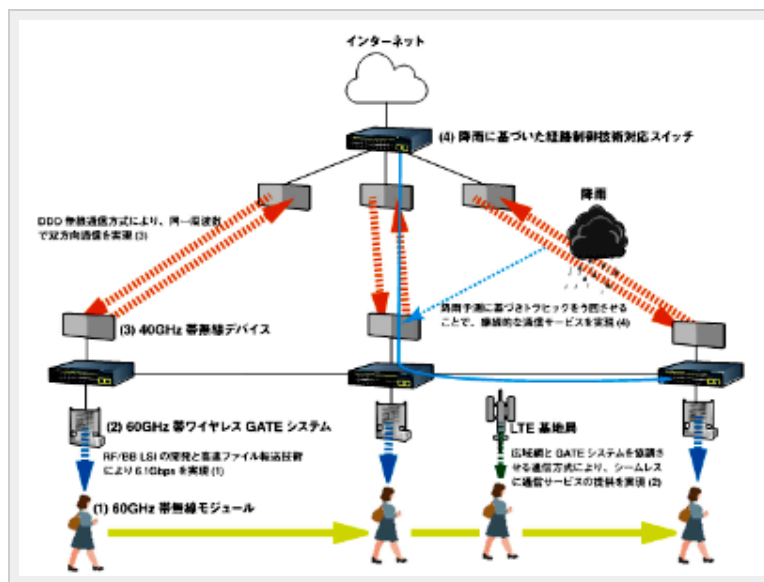 インターネット
(4) 降雨に基づいた経路制御技術対応スイッチ
降雨
DDD 無線通信方式により、同一周波数
で双方向通信を実現 (3)
降雨予測に基づきトラヒックをう回させる
ことで、継続的な通信サービスを実現 (4)
(3) 40GHz 帯無線デバイス
(2) 60GHz 帯ワイヤレス GATE システム
RF/BB LSI の開発と高速ファイル転送技術
により 6.1Gbps を実現 (1)
LTE 基地局
広域網と GATE システムを協調さ
せる通信方式により、シームレス
に通信サービスの提供を実現 (2)
(1) 60GHz 帯無線モジュール